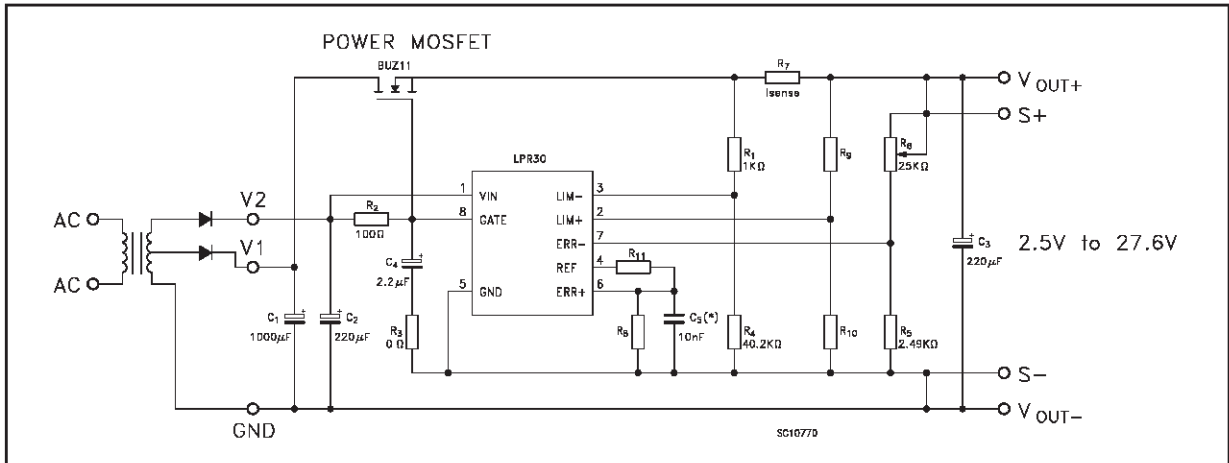 POWER MOSFET
BUZ11
R7
Isense
VOUT+
S+
R1
1KΩ
R9
25KΩ
LPR30
1
VIN
LIM-
3
V2
R2
100Ω
8
GATE
LIM+
2
AC
V1
ERR-
7
C3
220µF
2.5V to 27.6V
C4
2.2µF
REF
4
R11
AC
5
GND
ERR+
6
C1
1000µF
C2
220µF
R3
0Ω
C5(*)
10nF
R4
40.2KΩ
R10
R5
2.49KΩ
S-
VOUT-
GND
SC10770